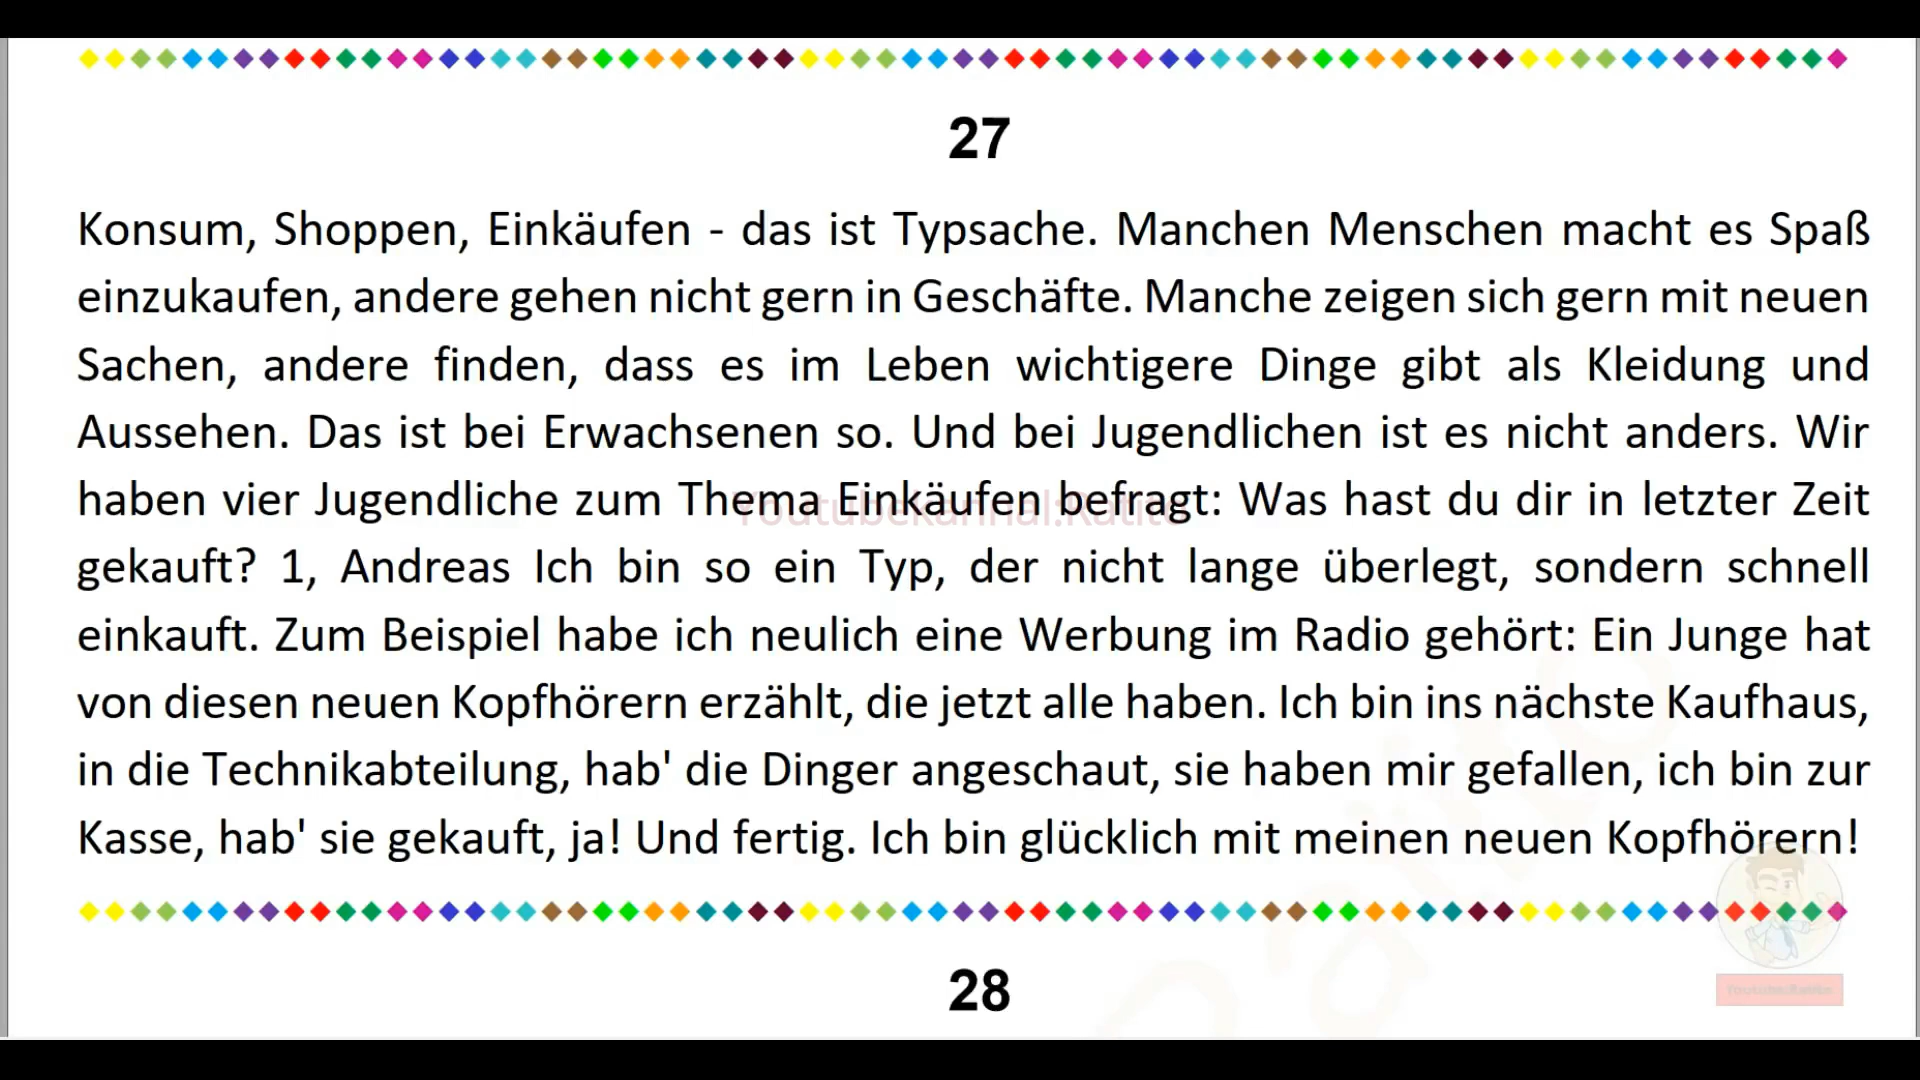 27
Konsum, Shoppen, Einkäufen - das ist Typsache. Manchen Menschen macht es Spaß
einzukaufen, andere gehen nicht gern in Geschäfte. Manche zeigen sich gern mit neuen
Sachen, andere finden, dass es im Leben wichtigere Dinge gibt als Kleidung und
Aussehen. Das ist bei Erwachsenen so. Und bei Jugendlichen ist es nicht anders. Wir
haben vier Jugendliche zum Thema Einkäufen befragt: Was hast du dir in letzter Zeit
Youtubekannal:Ratito
gekauft? 1, Andreas Ich bin so ein Typ, der nicht lange überlegt, sondern schnell
einkauft. Zum Beispiel habe ich neulich eine Werbung im Radio gehört: Ein Junge hat
von diesen neuen Kopfhörern erzählt, die jetzt alle haben. Ich bin ins nächste Kaufhaus,
in die Technikabteilung, hab' die Dinger angeschaut, sie haben mir gefallen, ich bin zur
Kasse, hab' sie gekauft, ja! Und fertig. Ich bin glücklich mit meinen neuen Kopfhörern!
28
Youtube:Ratito